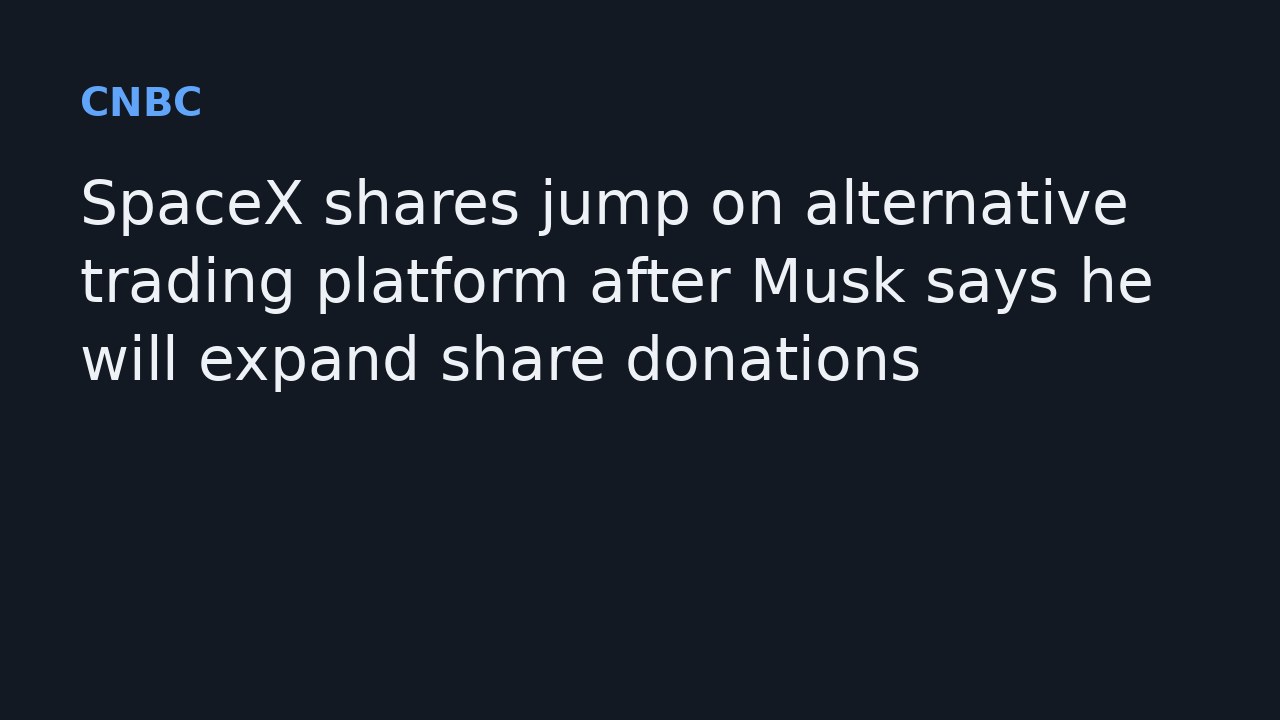 CNBC
SpaceX shares jump on alternative
trading platform after Musk says he
will expand share donations